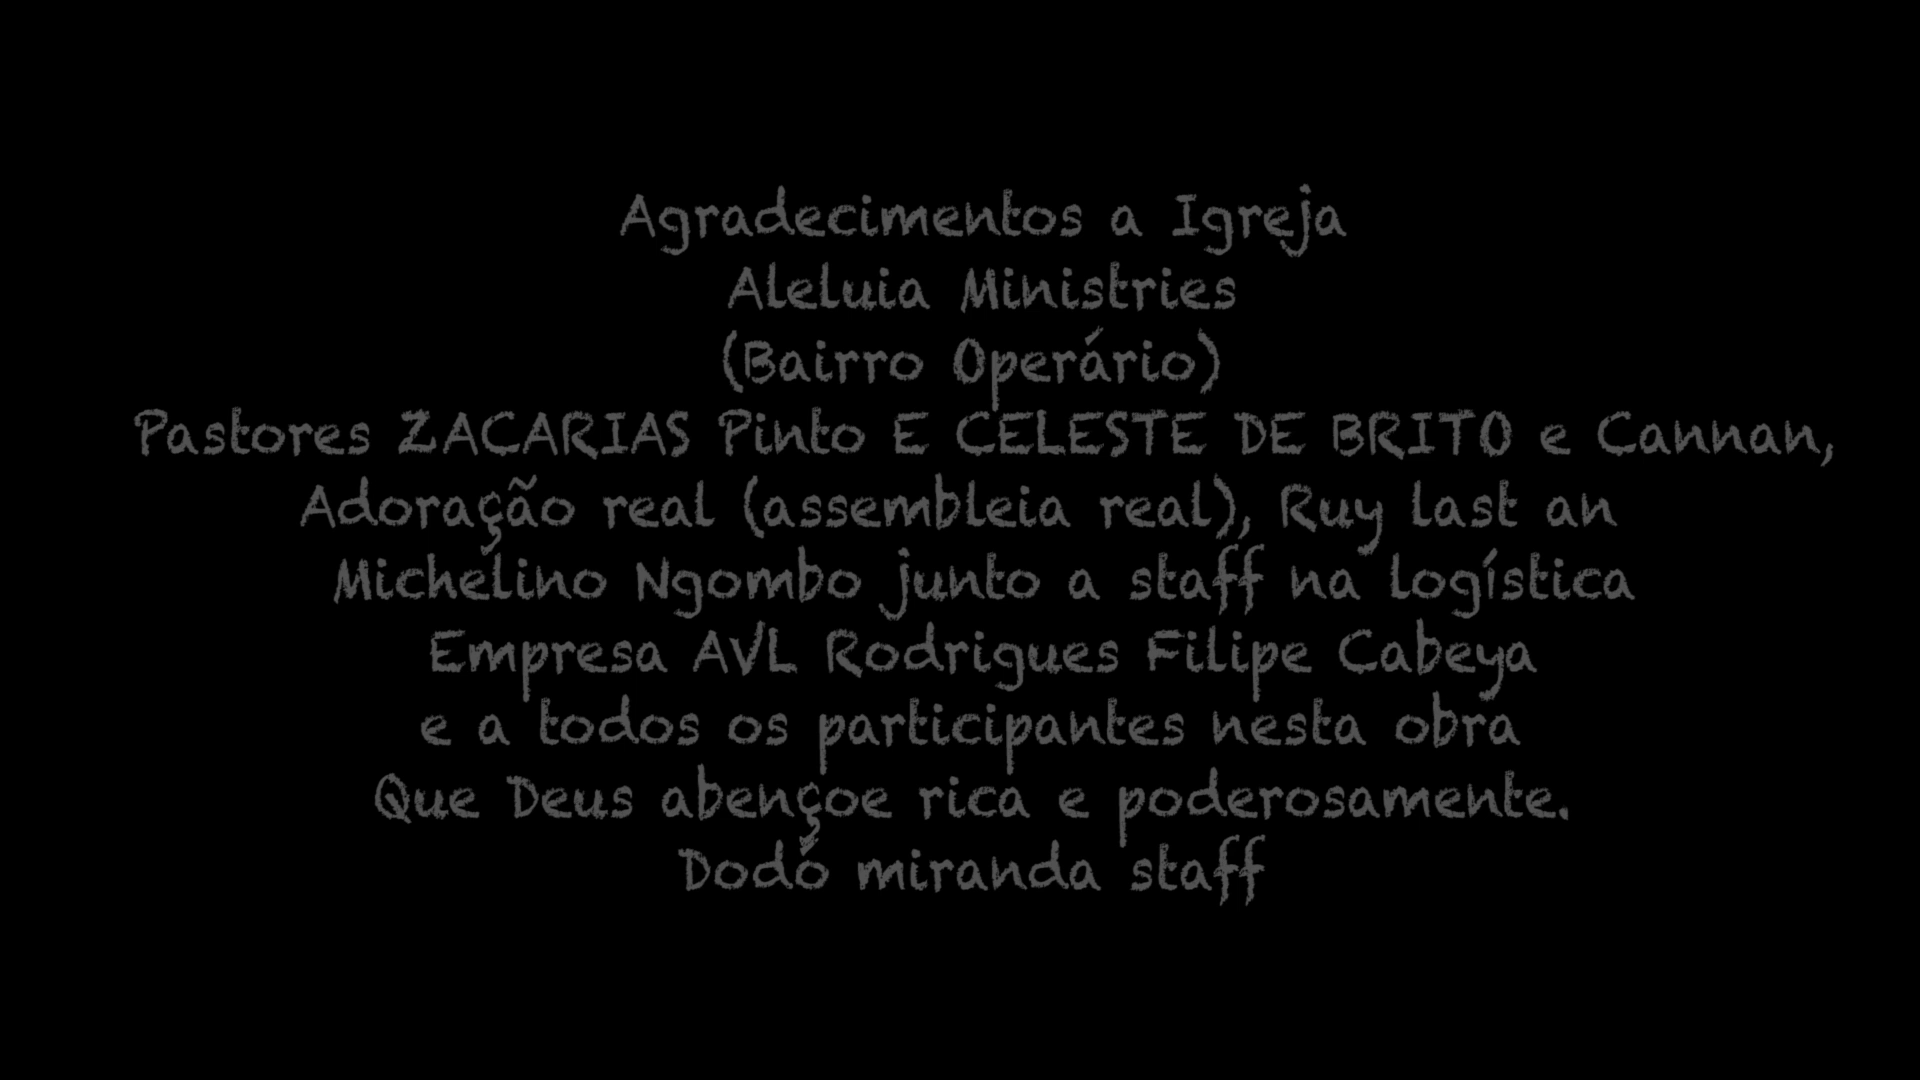 Agradecimentos a Igreja
Aleluia Ministries
(Bairro Operário)
Pastores ZACARIAS Pinto E CELESTE DE BRITO e Cannan,
Adoração real (assembleia real), Ruy last an
Michelino Ngombo junto a staff na logística
Empresa AVL Rodrigues Filipe Cabeya
e a todos os participantes nesta obra
Que Deus abençoe rica e poderosamente.
Dodó miranda staff